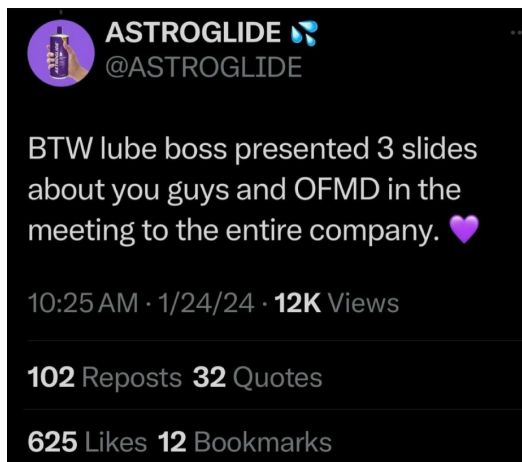 ASTROGLIDE 💦
@ASTROGLIDE
BTW lube boss presented 3 slides
about you guys and OFMD in the
meeting to the entire company. 💜
10:25 AM · 1/24/24 · 12K Views
102 Reposts 32 Quotes
625 Likes 12 Bookmarks